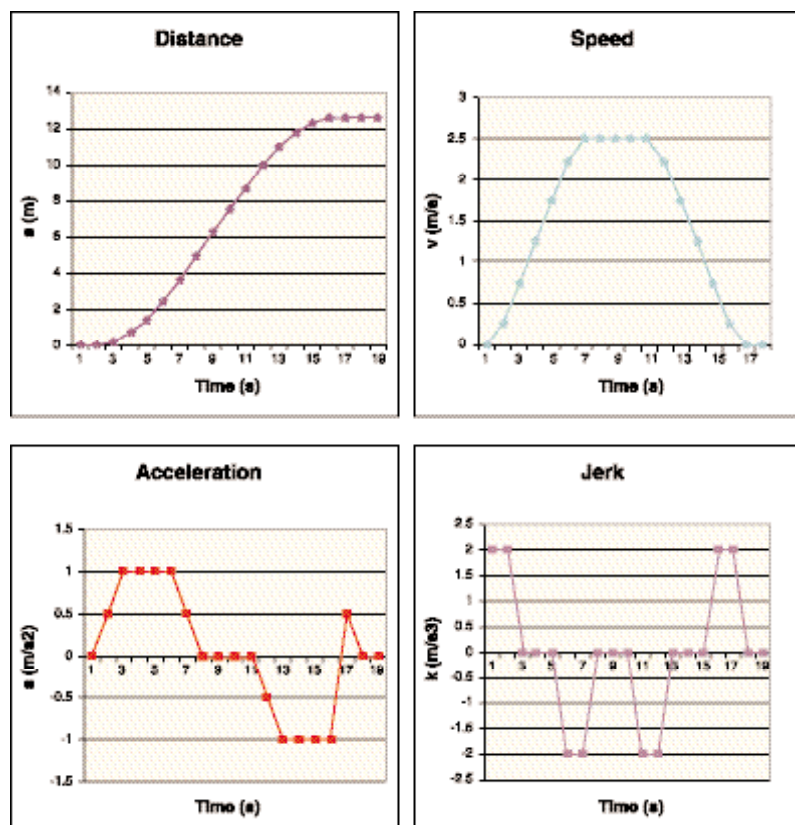 Distance
14
12
10
8
6
4
2
0
s (m)
1 3 5 7 9 11 13 15 17 19
Time (s)
Speed
3
2.5
2
1.5
1
0.5
0
v (m/s)
1 3 5 7 9 11 13 15 17
Time (s)
Acceleration
1.5
1
0.5
0
-0.5
-1
-1.5
a (m/s2)
1 3 5 7 9 11 13 15 17 19
Time (s)
Jerk
2.5
2
1.5
1
0.5
0
-0.5
-1
-1.5
-2
-2.5
k (m/s3)
1 3 5 7 9 11 13 15 17 19
Time (s)